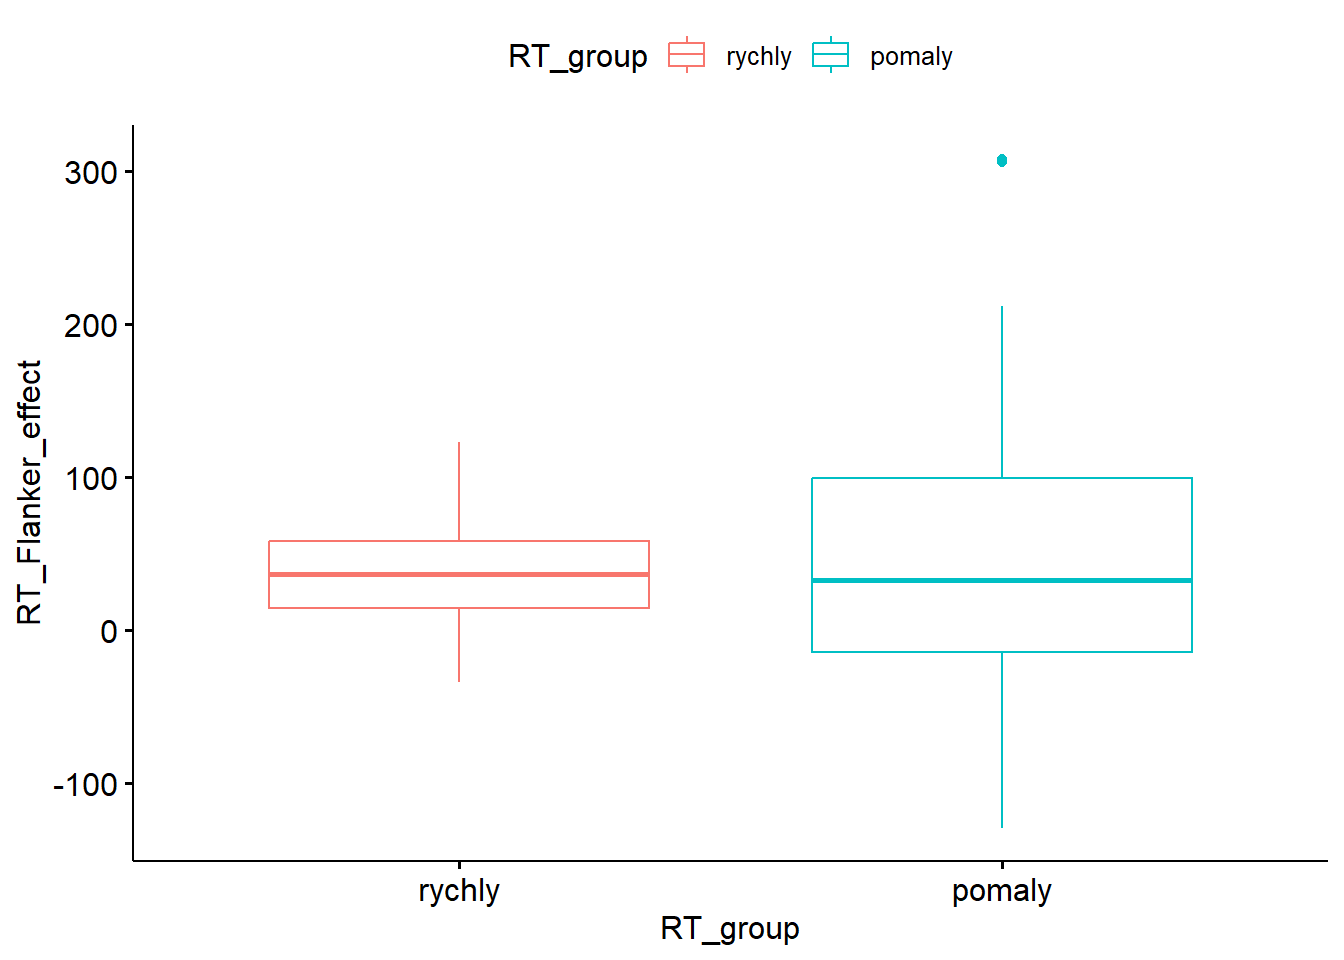 RT_group rychly pomaly
300
200
100
0
-100
RT_Flanker_effect
rychly pomaly
RT_group